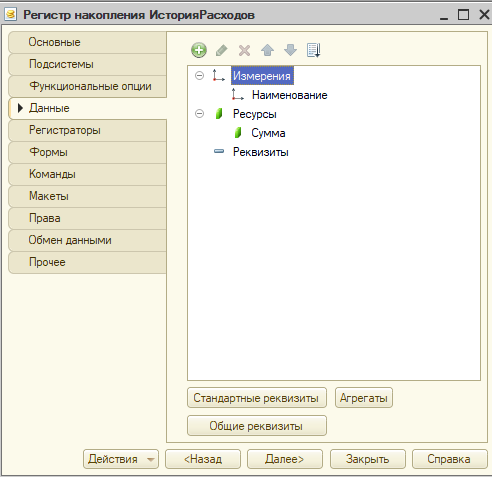 Регистр накопления ИсторияРасходов
Основные
Подсистемы
Функциональные опции
Данные
Регистраторы
Формы
Команды
Макеты
Права
Обмен данными
Прочее
Измерения
Наименование
Ресурсы
Сумма
Реквизиты
Стандартные реквизиты
Агрегаты
Общие реквизиты
Действия
<Назад
Далее>
Закрыть
Справка